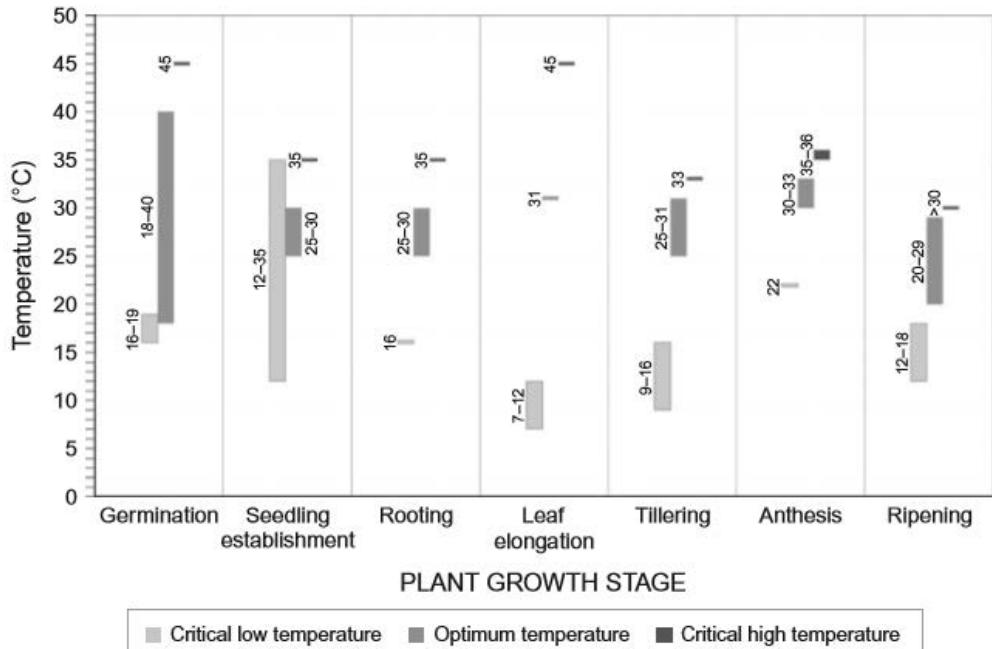 50
45
40
35
30
25
20
15
10
5
0
Temperature (°C)
16–19
18–40
45
12–35
35
25–30
16
25–30
35
7–12
31
45
9–16
25–31
33
22
30–33
35–36
12–18
20–29
>30
Germination
Seedling
establishment
Rooting
Leaf
elongation
Tillering
Anthesis
Ripening
PLANT GROWTH STAGE
Critical low temperature
Optimum temperature
Critical high temperature